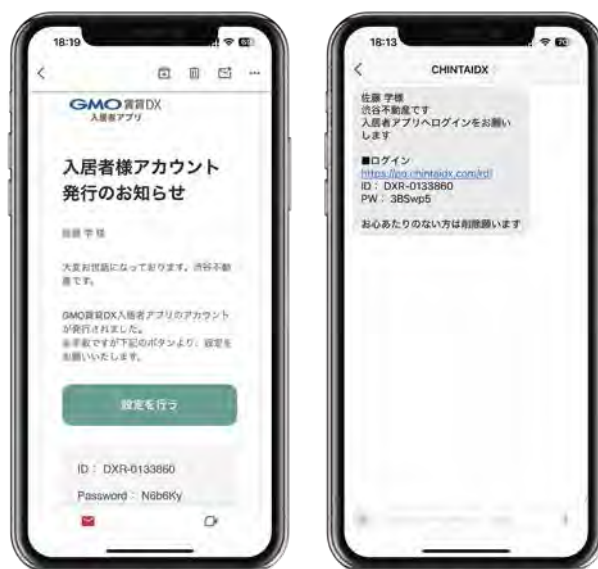 18:19
GMO 賃貸DX
入居者アプリ
入居者様アカウント
発行のお知らせ
佐藤 学 様
大変お世話になっております。渋谷不動
産です。
GMO賃貸DX入居者アプリのアカウント
が発行されました。
お手数ですが下記のボタンより、設定を
お願いいたします。
設定を行う
ID： DXR-0133860
Password： N6b6Ky
18:13
CHINTAIDX
佐藤 学様
渋谷不動産です
入居者アプリへログインをお願い
します
■ログイン
ID： DXR-0133860
PW： 3BSwp5
お心あたりのない方は削除願います